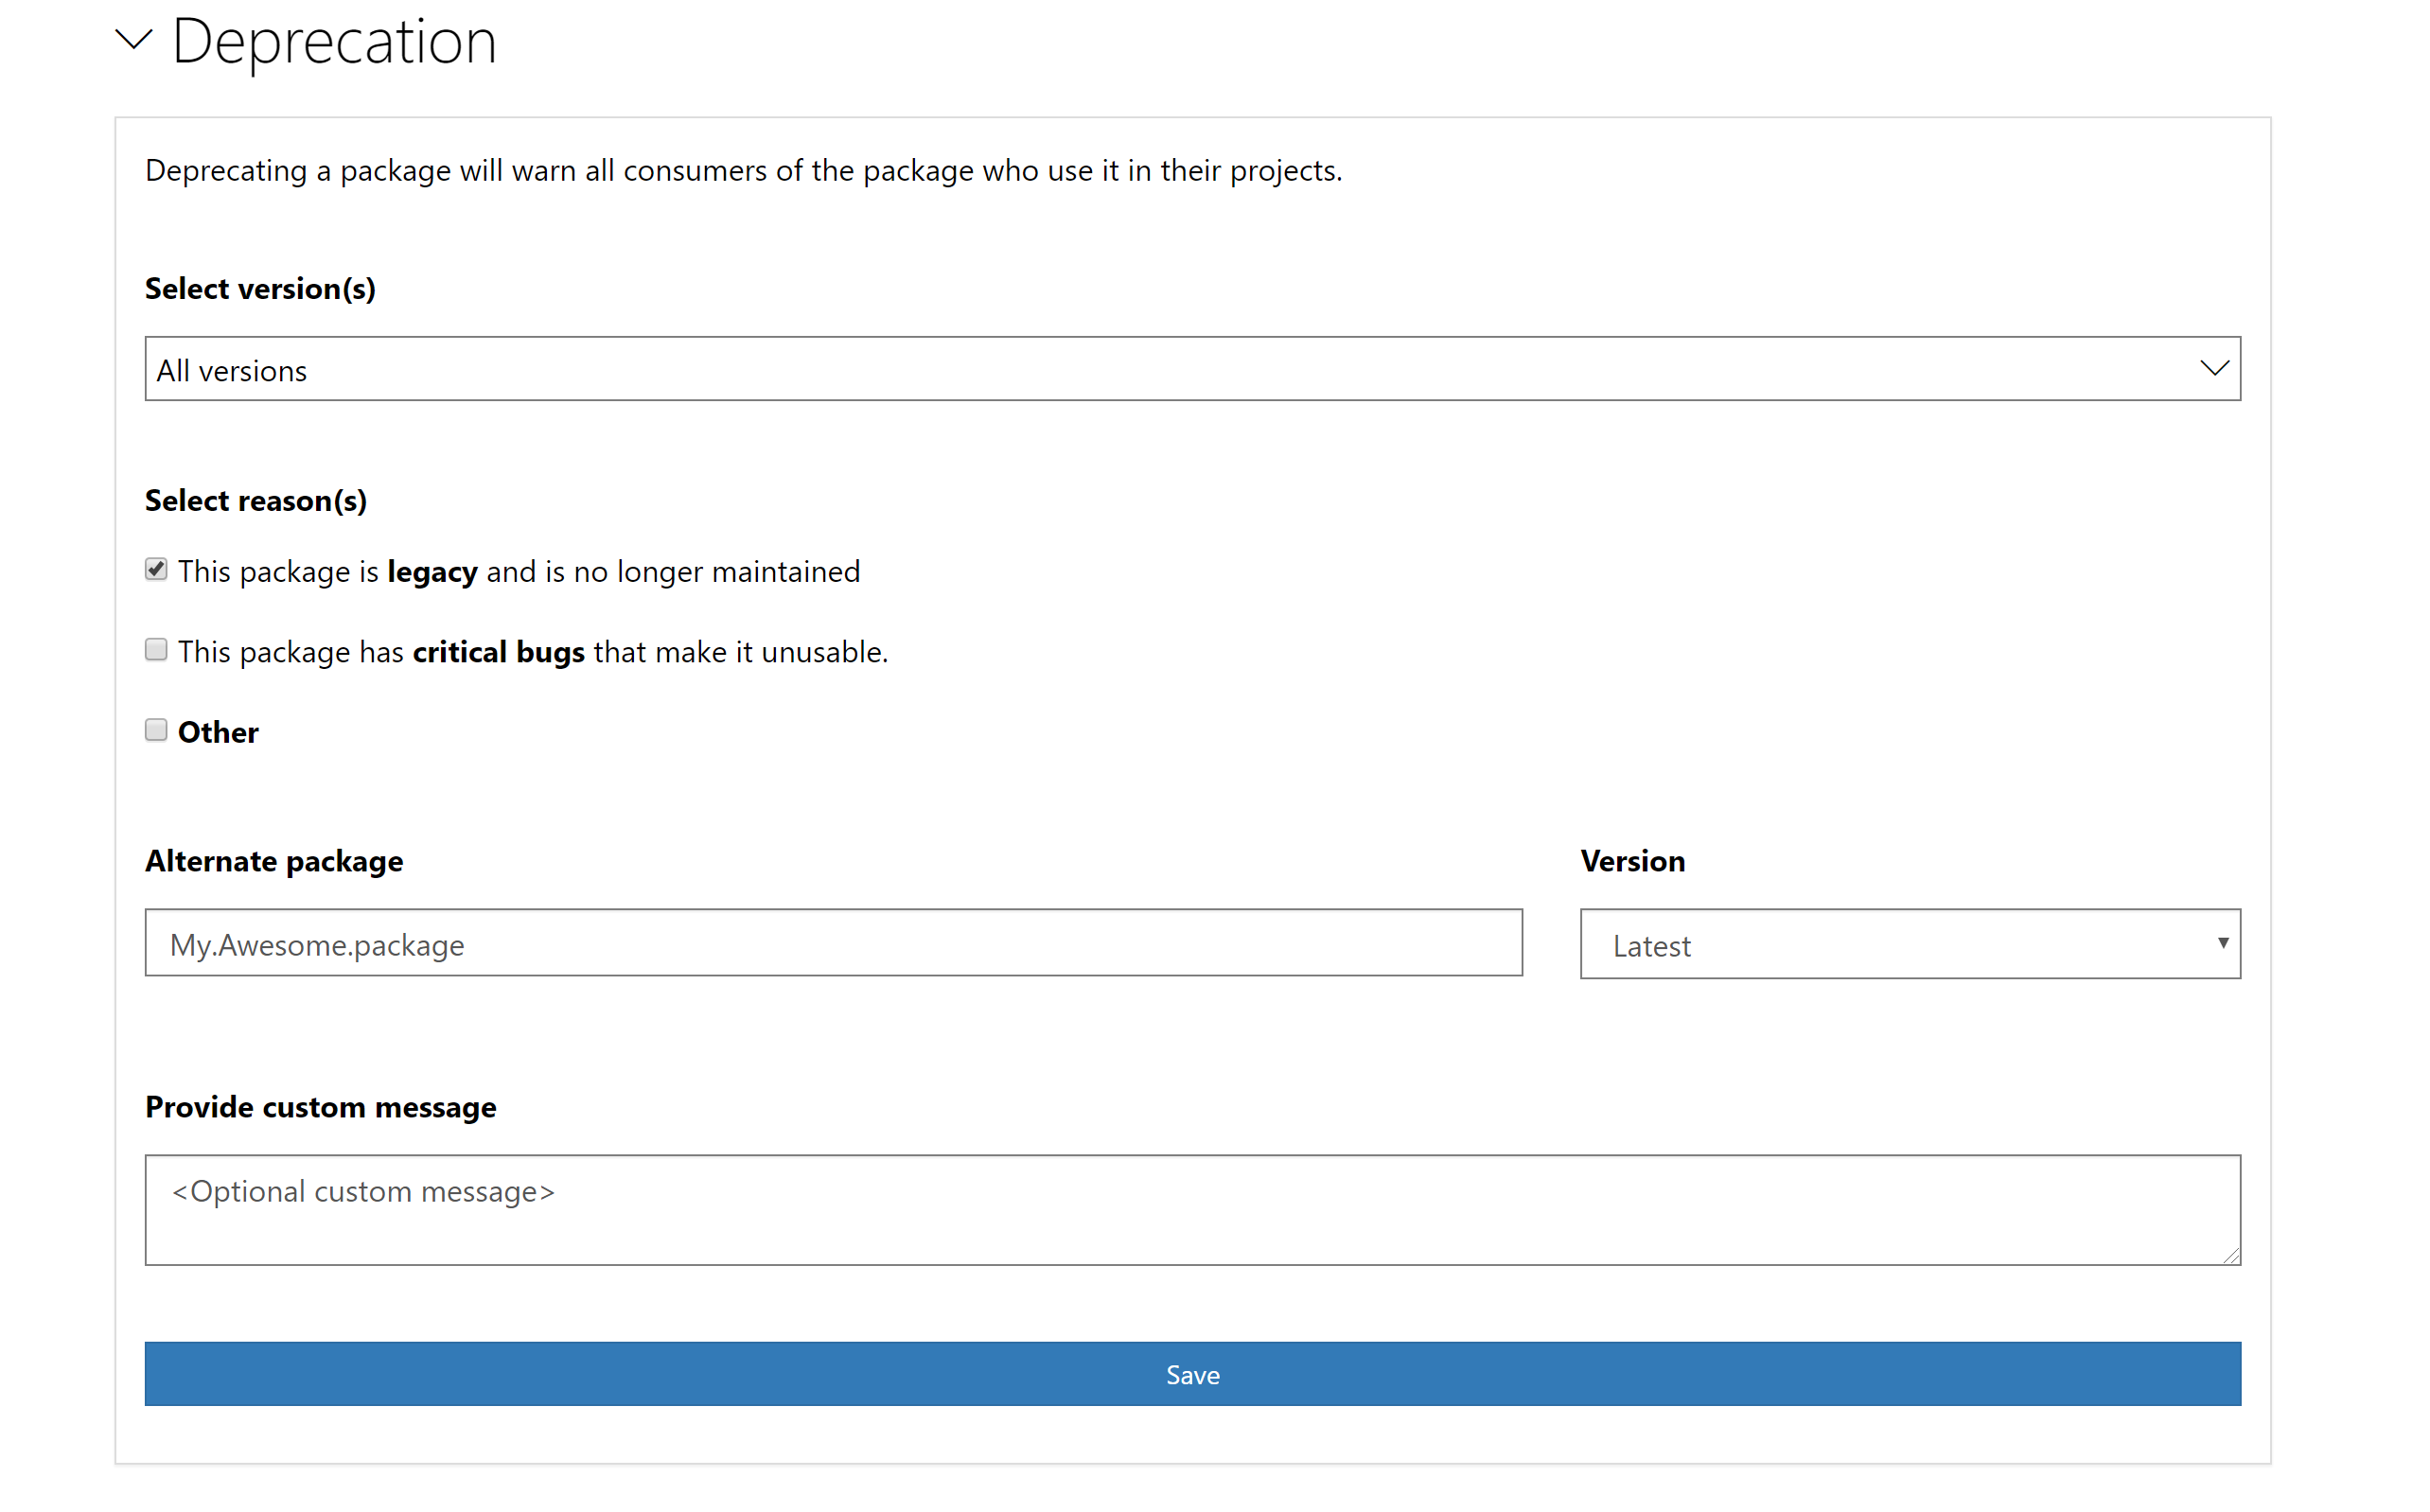 Deprecation
Deprecating a package will warn all consumers of the package who use it in their projects.
Select version(s)
All versions
Select reason(s)
This package is legacy and is no longer maintained
This package has critical bugs that make it unusable.
Other
Alternate package
Version
My.Awesome.package
Latest
Provide custom message
<Optional custom message>
Save